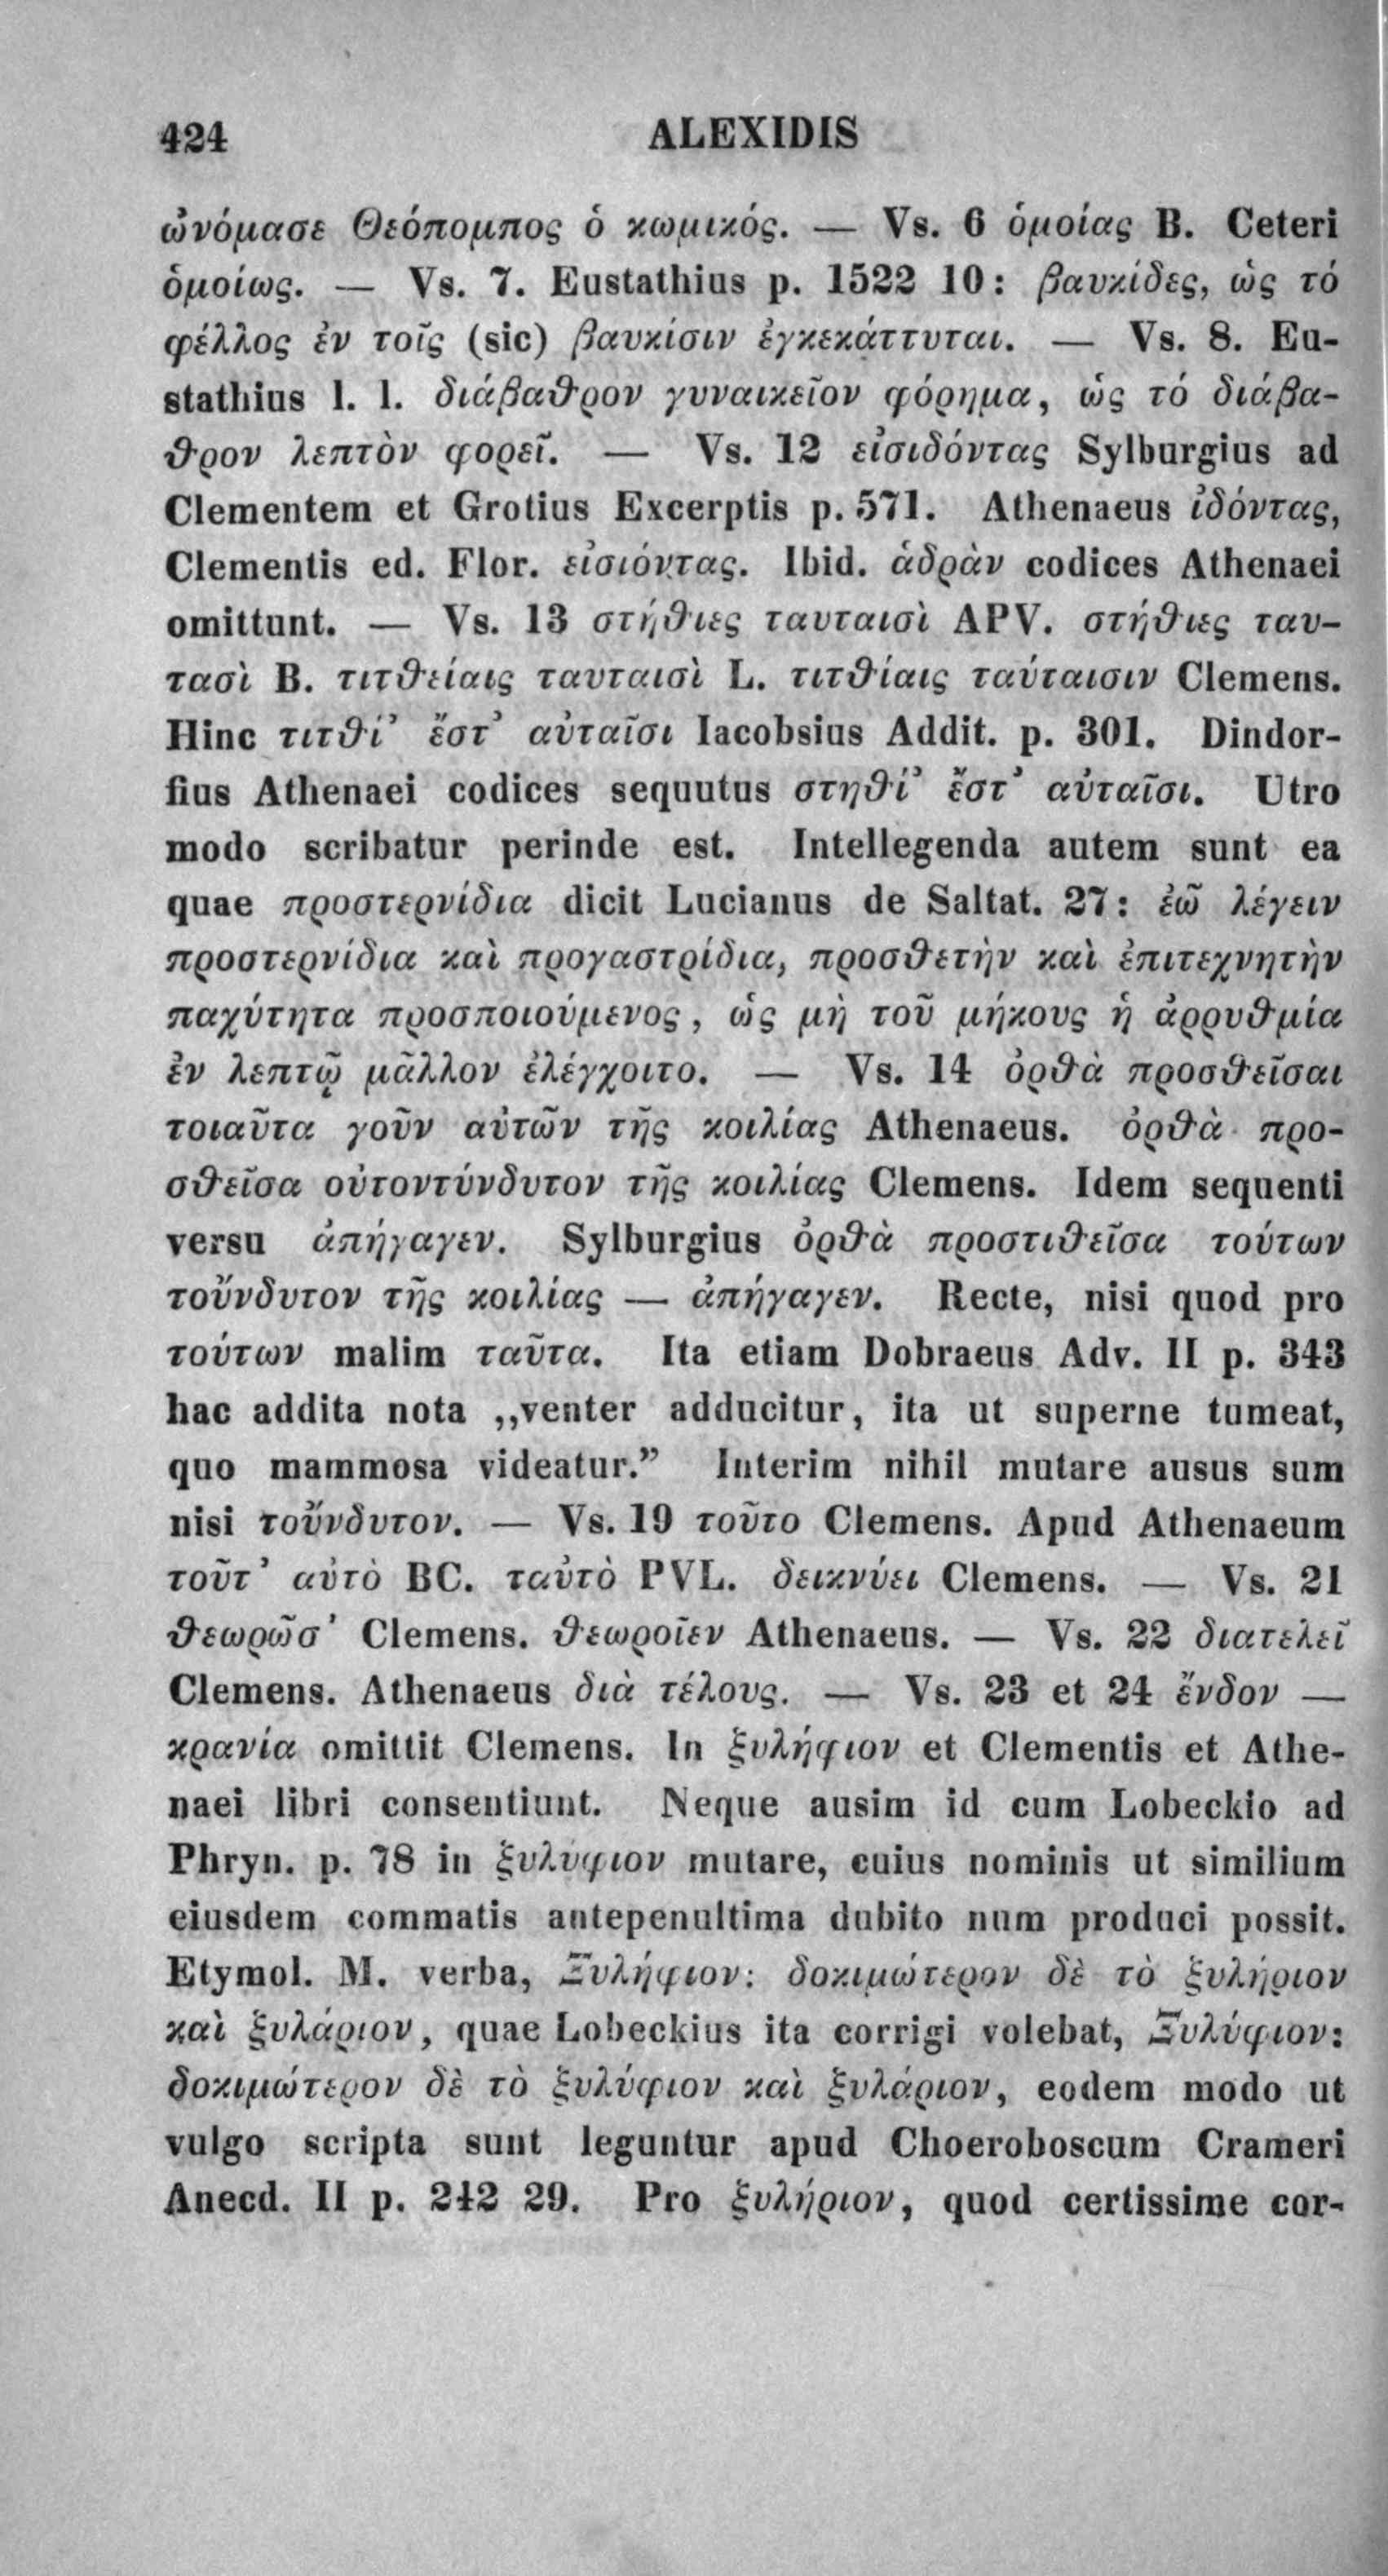 424 ALEXIDIS
ὠνόμασε Θεόπομπος ὁ κωμικός. — Vs. 6 ὁμοίας B. Ceteri
ὁμοίως. — Vs. 7. Eustathius p. 1522 10: βαυκίδες, ὡς τό
φέλλος ἐν τοῖς (sic) βαυκίσιν ἐγκεκάττυται. — Vs. 8. Eu-
stathius l. l. διάβαθρον γυναικεῖον φόρημα, ὡς τό διάβα-
θρον λεπτὸν φορεῖ. — Vs. 12 εἰσιδόντας Sylburgius ad
Clementem et Grotius Excerptis p. 571. Athenaeus ἰδόντας,
Clementis ed. Flor. εἰσιόντας. Ibid. ἁδρὰν codices Athenaei
omittunt. — Vs. 13 στήθιες ταυταισὶ APV. στήθιες ταυ-
τασὶ B. τιτθείαις ταυταισὶ L. τιτθίαις ταύταισιν Clemens.
Hinc τιτθί’ ἔστ’ αὐταῖσι Iacobsius Addit. p. 301. Dindor-
fius Athenaei codices sequutus στηθί’ ἔστ’ αὐταῖσι. Utro
modo scribatur perinde est. Intellegenda autem sunt ea
quae προστερνίδια dicit Lucianus de Saltat. 27: ἐῶ λέγειν
προστερνίδια καὶ προγαστρίδια, προσθετὴν καὶ ἐπιτεχνητὴν
παχύτητα προσποιούμενος, ὡς μὴ τοῦ μήκους ἡ ἀρρυθμία
ἐν λεπτῷ μᾶλλον ἐλέγχοιτο. — Vs. 14 ὀρθὰ προσθεῖσαι
τοιαῦτα γοῦν αὐτῶν τῆς κοιλίας Athenaeus. ὀρθὰ προ-
σθεῖσα οὑτοντύνδυτον τῆς κοιλίας Clemens. Idem sequenti
versu ἀπήγαγεν. Sylburgius ὀρθὰ προστιθεῖσα τούτων
τοὔνδυτον τῆς κοιλίας — ἀπήγαγεν. Recte, nisi quod pro
τούτων malim ταῦτα. Ita etiam Dobraeus Adv. II p. 343
hac addita nota „venter adducitur, ita ut superne tumeat,
quo mammosa videatur.” Interim nihil mutare ausus sum
nisi τοὔνδυτον. — Vs. 19 τοῦτο Clemens. Apud Athenaeum
τοῦτ’ αὐτὸ BC. ταὐτὸ PVL. δεικνύει Clemens. — Vs. 21
θεωρῶσ’ Clemens. θεωροῖεν Athenaeus. — Vs. 22 διατελεῖ
Clemens. Athenaeus διὰ τέλους. — Vs. 23 et 24 ἔνδον —
κρανία omittit Clemens. In ξυλήφιον et Clementis et Athe-
naei libri consentiunt. Neque ausim id cum Lobeckio ad
Phryn. p. 78 in ξυλύφιον mutare, cuius nominis ut similium
eiusdem commatis antepenultima dubito num produci possit.
Etymol. M. verba, Ξυλήφιον: δοκιμώτερον δὲ τὸ ξυλήριον
καὶ ξυλάριον, quae Lobeckius ita corrigi volebat, Ξυλύφιον:
δοκιμώτερον δὲ τὸ ξυλύφιον καὶ ξυλάριον, eodem modo ut
vulgo scripta sunt leguntur apud Choeroboscum Crameri
Anecd. II p. 242 29. Pro ξυλήριον, quod certissime cor-